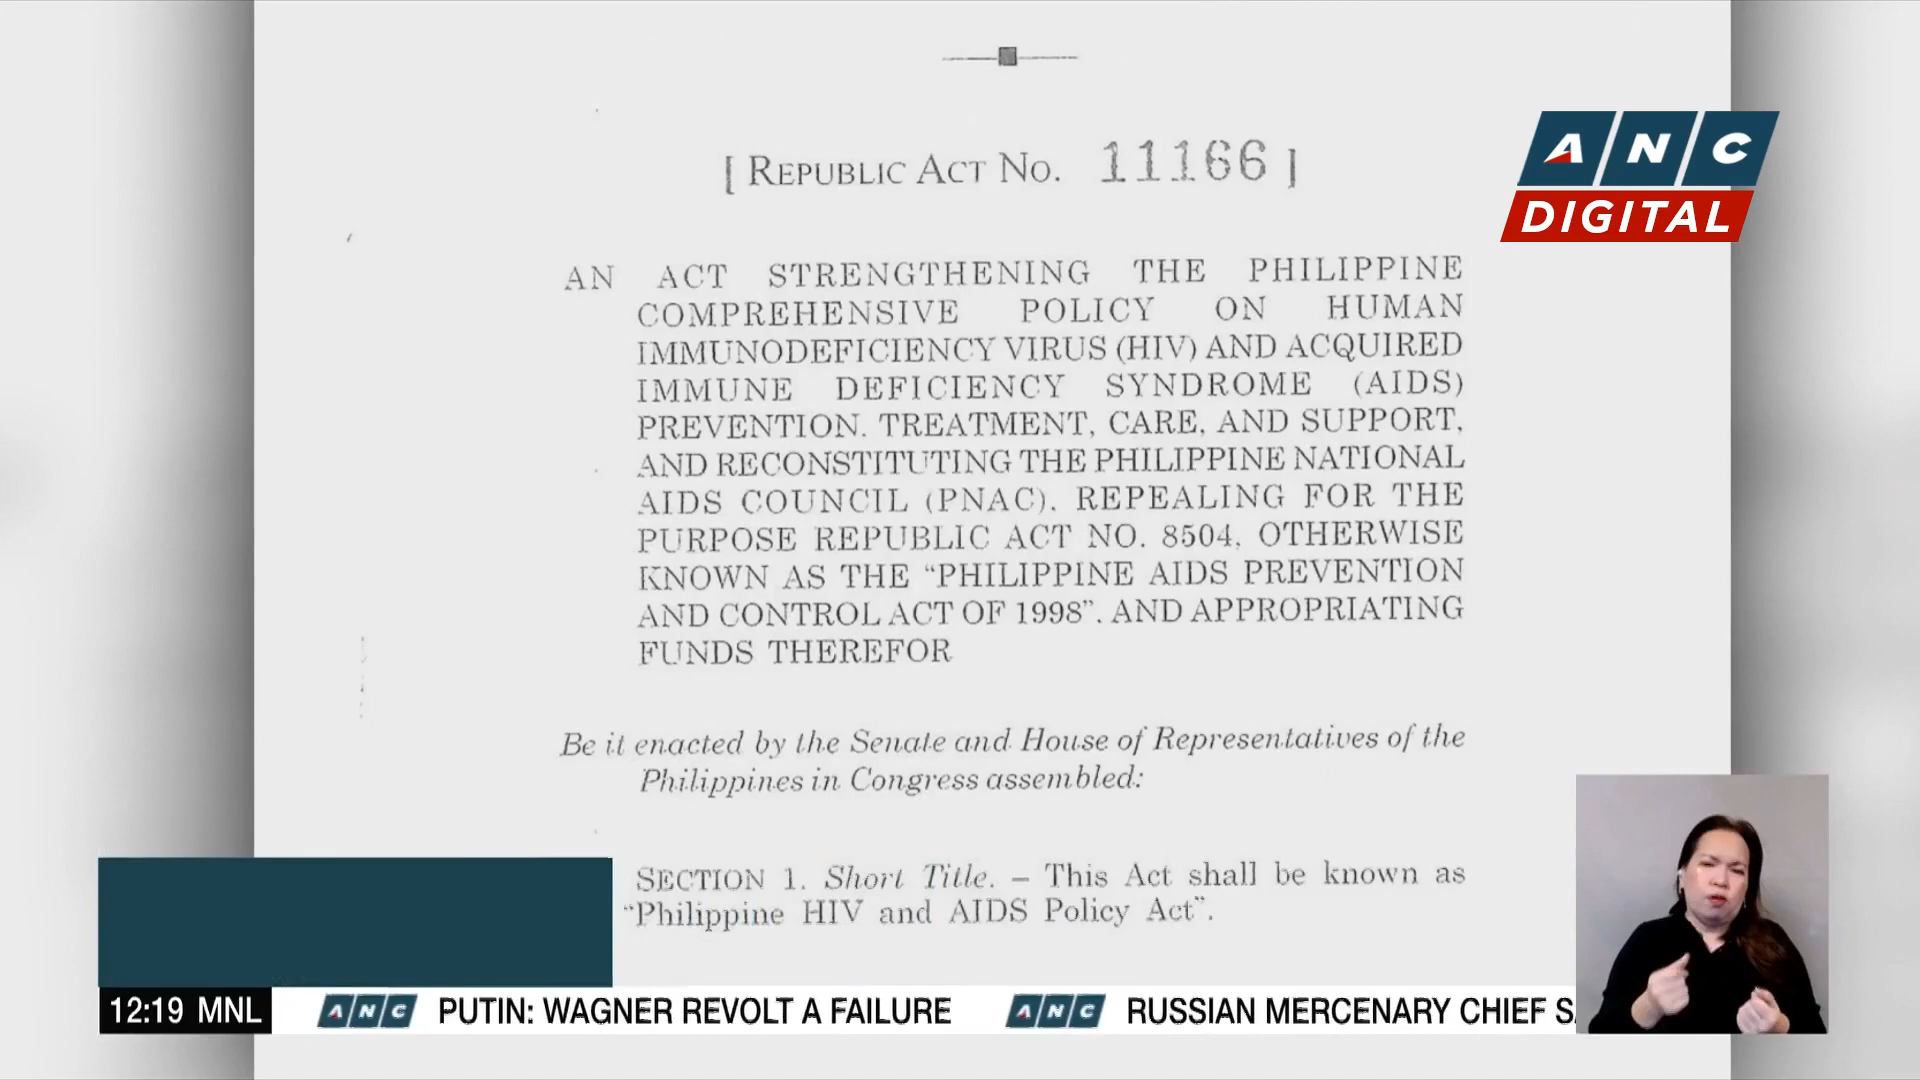 [ REPUBLIC ACT NO. 11166 ]
ANC
DIGITAL
AN ACT STRENGTHENING THE PHILIPPINE
COMPREHENSIVE POLICY ON HUMAN
IMMUNODEFICIENCY VIRUS (HIV) AND ACQUIRED
IMMUNE DEFICIENCY SYNDROME (AIDS)
PREVENTION. TREATMENT, CARE, AND SUPPORT,
AND RECONSTITUTING THE PHILIPPINE NATIONAL
AIDS COUNCIL (PNAC). REPEALING FOR THE
PURPOSE REPUBLIC ACT NO. 8504, OTHERWISE
KNOWN AS THE “PHILIPPINE AIDS PREVENTION
AND CONTROL ACT OF 1998”. AND APPROPRIATING
FUNDS THEREFOR
Be it enacted by the Senate and House of Representatives of the
Philippines in Congress assembled:
SECTION 1. Short Title. – This Act shall be known as
“Philippine HIV and AIDS Policy Act”.
12:19 MNL ANC PUTIN: WAGNER REVOLT A FAILURE ANC RUSSIAN MERCENARY CHIEF